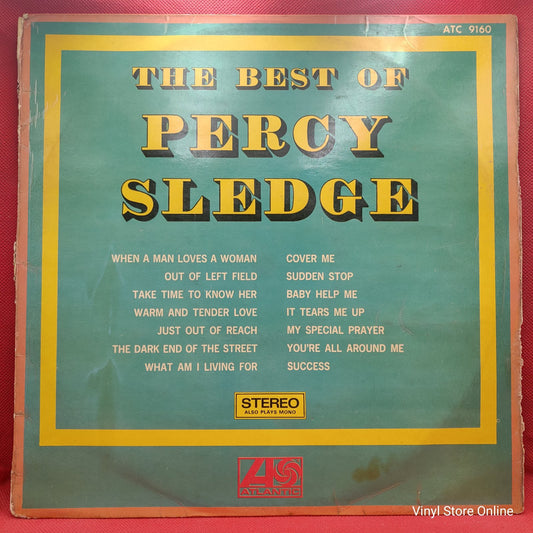 ATC 9160
THE BEST OF
PERCY
SLEDGE
WHEN A MAN LOVES A WOMAN
OUT OF LEFT FIELD
TAKE TIME TO KNOW HER
WARM AND TENDER LOVE
JUST OUT OF REACH
THE DARK END OF THE STREET
WHAT AM I LIVING FOR
COVER ME
SUDDEN STOP
BABY HELP ME
IT TEARS ME UP
MY SPECIAL PRAYER
YOU'RE ALL AROUND ME
SUCCESS
STEREO
ALSO PLAYS MONO
ATLANTIC
Vinyl Store Online